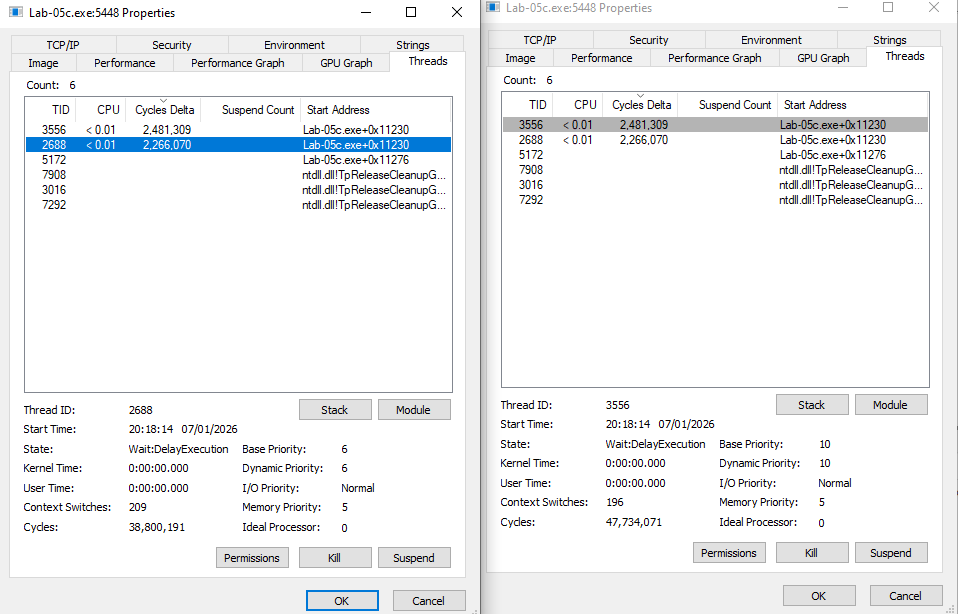 Lab-05c.exe:5448 Properties
TCP/IP Security Environment Strings
Image Performance Performance Graph GPU Graph Threads
Count: 6
TID CPU Cycles Delta Suspend Count Start Address
3556 < 0.01 2,481,309 Lab-05c.exe+0x11230
2688 < 0.01 2,266,070 Lab-05c.exe+0x11230
5172 Lab-05c.exe+0x11276
7908 ntdll.dll!TpReleaseCleanupG...
3016 ntdll.dll!TpReleaseCleanupG...
7292 ntdll.dll!TpReleaseCleanupG...
Thread ID: 2688 Stack Module
Start Time: 20:18:14 07/01/2026
State: Wait:DelayExecution Base Priority: 6
Kernel Time: 0:00:00.000 Dynamic Priority: 6
User Time: 0:00:00.000 I/O Priority: Normal
Context Switches: 209 Memory Priority: 5
Cycles: 38,800,191 Ideal Processor: 0
Permissions Kill Suspend
OK Cancel
Lab-05c.exe:5448 Properties
TCP/IP Security Environment Strings
Image Performance Performance Graph GPU Graph Threads
Count: 6
TID CPU Cycles Delta Suspend Count Start Address
3556 < 0.01 2,481,309 Lab-05c.exe+0x11230
2688 < 0.01 2,266,070 Lab-05c.exe+0x11230
5172 Lab-05c.exe+0x11276
7908 ntdll.dll!TpReleaseCleanupG...
3016 ntdll.dll!TpReleaseCleanupG...
7292 ntdll.dll!TpReleaseCleanupG...
Thread ID: 3556 Stack Module
Start Time: 20:18:14 07/01/2026
State: Wait:DelayExecution Base Priority: 10
Kernel Time: 0:00:00.000 Dynamic Priority: 10
User Time: 0:00:00.000 I/O Priority: Normal
Context Switches: 196 Memory Priority: 5
Cycles: 47,734,071 Ideal Processor: 0
Permissions Kill Suspend
OK Cancel